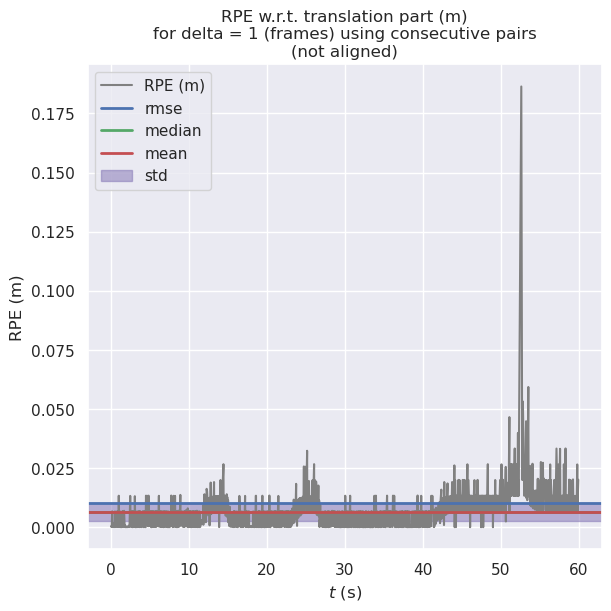 RPE w.r.t. translation part (m)
for delta = 1 (frames) using consecutive pairs
(not aligned)
RPE (m)
rmse
median
mean
std
0.175
0.150
0.125
0.100
0.075
0.050
0.025
0.000
RPE (m)
0 10 20 30 40 50 60
t (s)